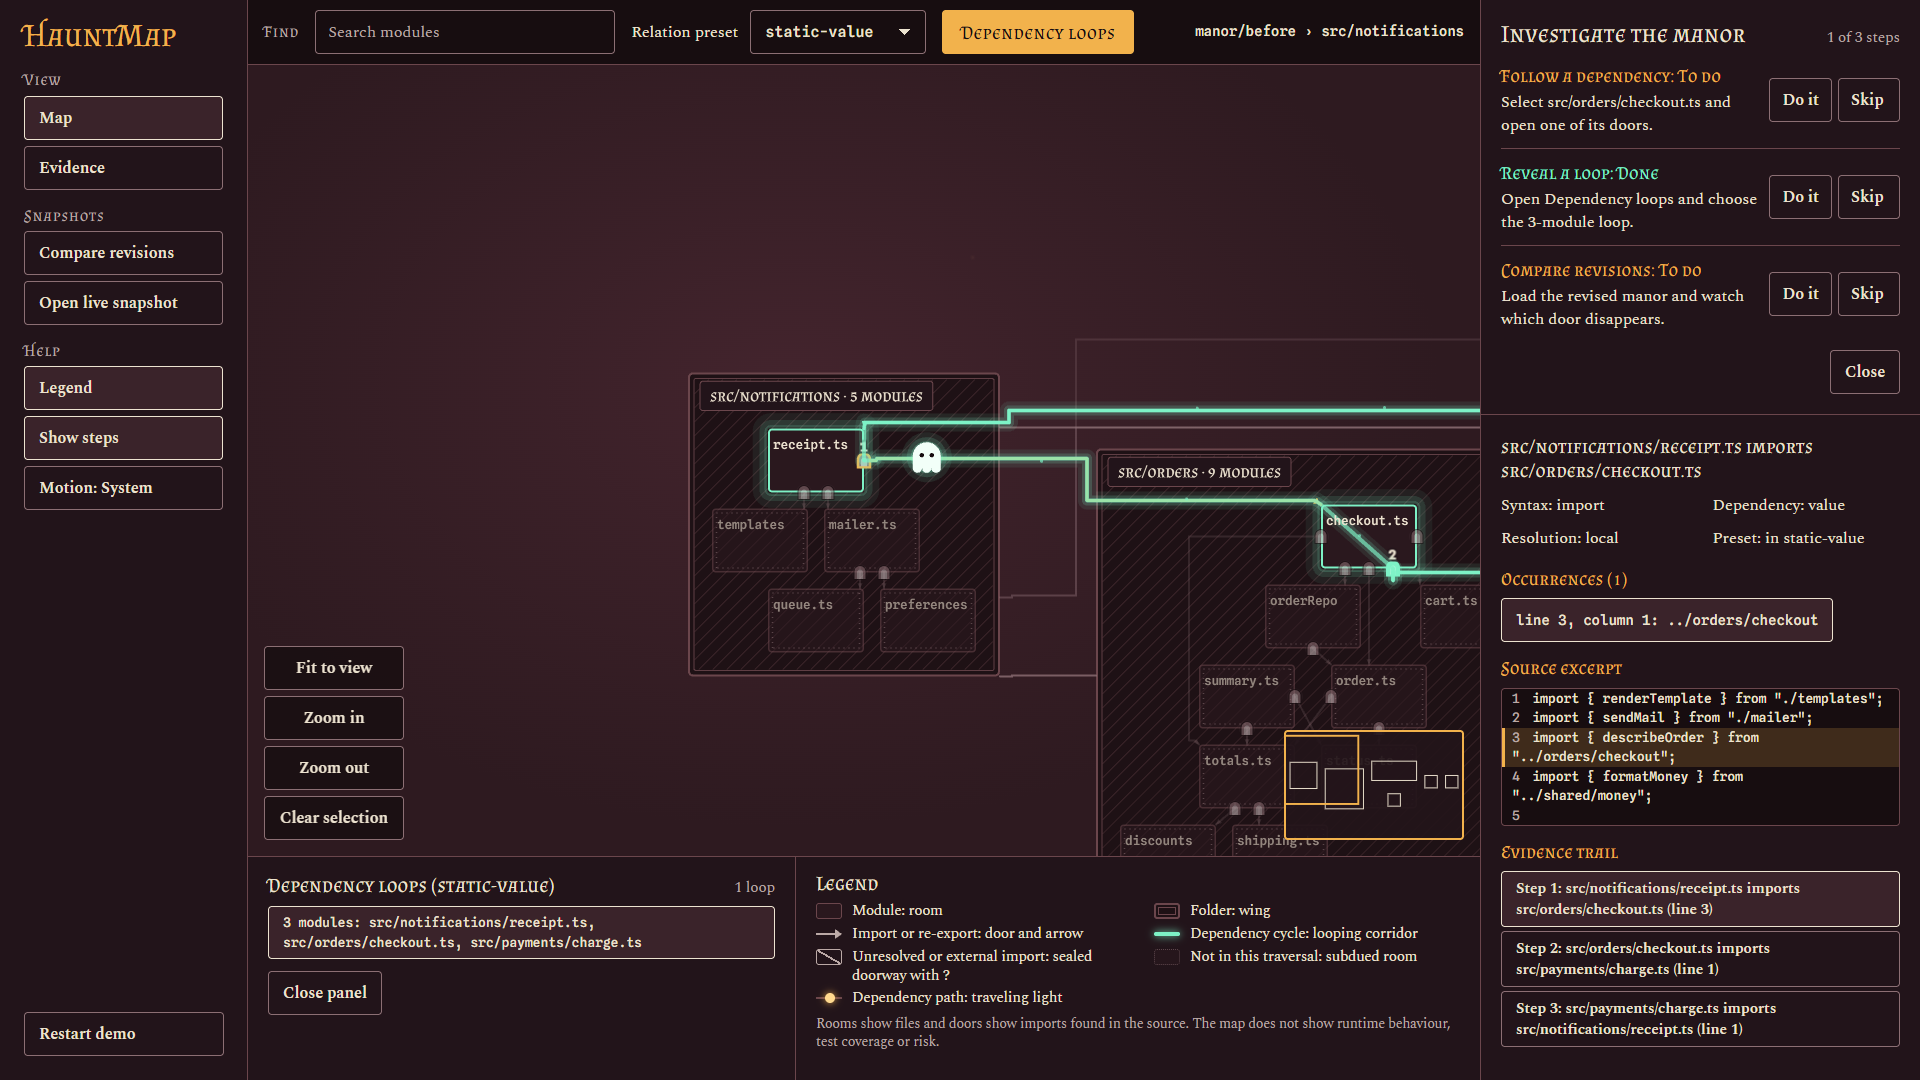 HauntMap
View
Map
Evidence
Snapshots
Compare revisions
Open live snapshot
Help
Legend
Show steps
Motion: System
Restart demo
Find
Search modules
Relation preset
static-value
Dependency loops
manor/before › src/notifications
src/notifications · 5 modules
receipt.ts
1
templates
mailer.ts
queue.ts
preferences
src/orders · 9 modules
checkout.ts
2
orderRepo
cart.ts
summary.ts
order.ts
totals.ts
discounts
shipping.ts
Fit to view
Zoom in
Zoom out
Clear selection
Dependency loops (static-value)
1 loop
3 modules: src/notifications/receipt.ts,
src/orders/checkout.ts, src/payments/charge.ts
Close panel
Legend
Module: room
Folder: wing
Import or re-export: door and arrow
Dependency cycle: looping corridor
Unresolved or external import: sealed
doorway with ?
Not in this traversal: subdued room
Dependency path: traveling light
Rooms show files and doors show imports found in the source. The map does not show runtime behaviour,
test coverage or risk.
Investigate the manor
1 of 3 steps
Follow a dependency: To do
Select src/orders/checkout.ts and
open one of its doors.
Do it
Skip
Reveal a loop: Done
Open Dependency loops and choose
the 3-module loop.
Do it
Skip
Compare revisions: To do
Load the revised manor and watch
which door disappears.
Do it
Skip
Close
src/notifications/receipt.ts imports
src/orders/checkout.ts
Syntax: import
Dependency: value
Resolution: local
Preset: in static-value
Occurrences (1)
line 3, column 1: ../orders/checkout
Source excerpt
1 import { renderTemplate } from "./templates";
2 import { sendMail } from "./mailer";
3 import { describeOrder } from
"../orders/checkout";
4 import { formatMoney } from
"../shared/money";
5
Evidence trail
Step 1: src/notifications/receipt.ts imports
src/orders/checkout.ts (line 3)
Step 2: src/orders/checkout.ts imports
src/payments/charge.ts (line 1)
Step 3: src/payments/charge.ts imports
src/notifications/receipt.ts (line 1)